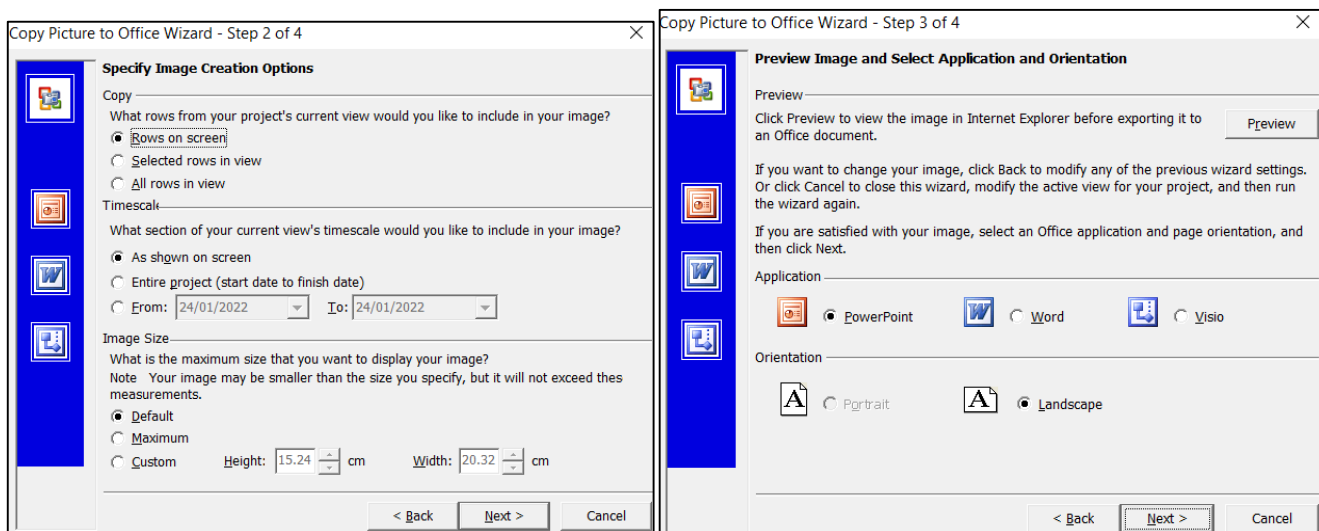 Copy Picture to Office Wizard - Step 2 of 4
Specify Image Creation Options
Copy
What rows from your project's current view would you like to include in your image?
Rows on screen
Selected rows in view
All rows in view
Timescale
What section of your current view's timescale would you like to include in your image?
As shown on screen
Entire project (start date to finish date)
From: 24/01/2022 To: 24/01/2022
Image Size
What is the maximum size that you want to display your image?
Note Your image may be smaller than the size you specify, but it will not exceed thes
measurements.
Default
Maximum
Custom Height: 15.24 cm Width: 20.32 cm
< Back Next > Cancel
Copy Picture to Office Wizard - Step 3 of 4
Preview Image and Select Application and Orientation
Preview
Click Preview to view the image in Internet Explorer before exporting it to
an Office document.
Preview
If you want to change your image, click Back to modify any of the previous wizard settings.
Or click Cancel to close this wizard, modify the active view for your project, and then run
the wizard again.
If you are satisfied with your image, select an Office application and page orientation, and
then click Next.
Application
PowerPoint W Word Visio
Orientation
A Portrait A Landscape
< Back Next > Cancel